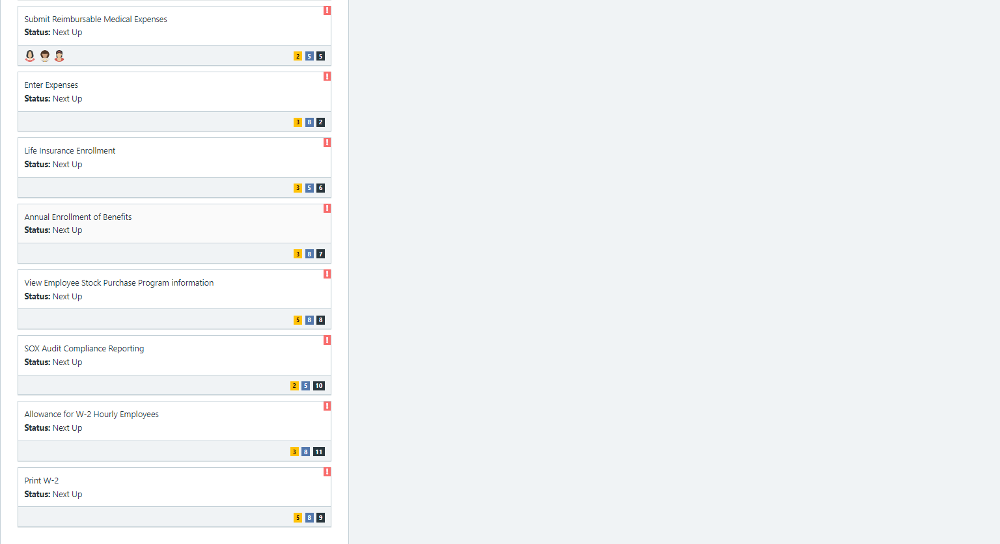 !
Submit Reimbursable Medical Expenses
Status: Next Up
2 5 5
!
Enter Expenses
Status: Next Up
3 8 2
!
Life Insurance Enrollment
Status: Next Up
3 5 6
!
Annual Enrollment of Benefits
Status: Next Up
3 8 7
!
View Employee Stock Purchase Program information
Status: Next Up
5 8 8
!
SOX Audit Compliance Reporting
Status: Next Up
2 5 10
!
Allowance for W-2 Hourly Employees
Status: Next Up
3 8 11
!
Print W-2
Status: Next Up
5 8 9